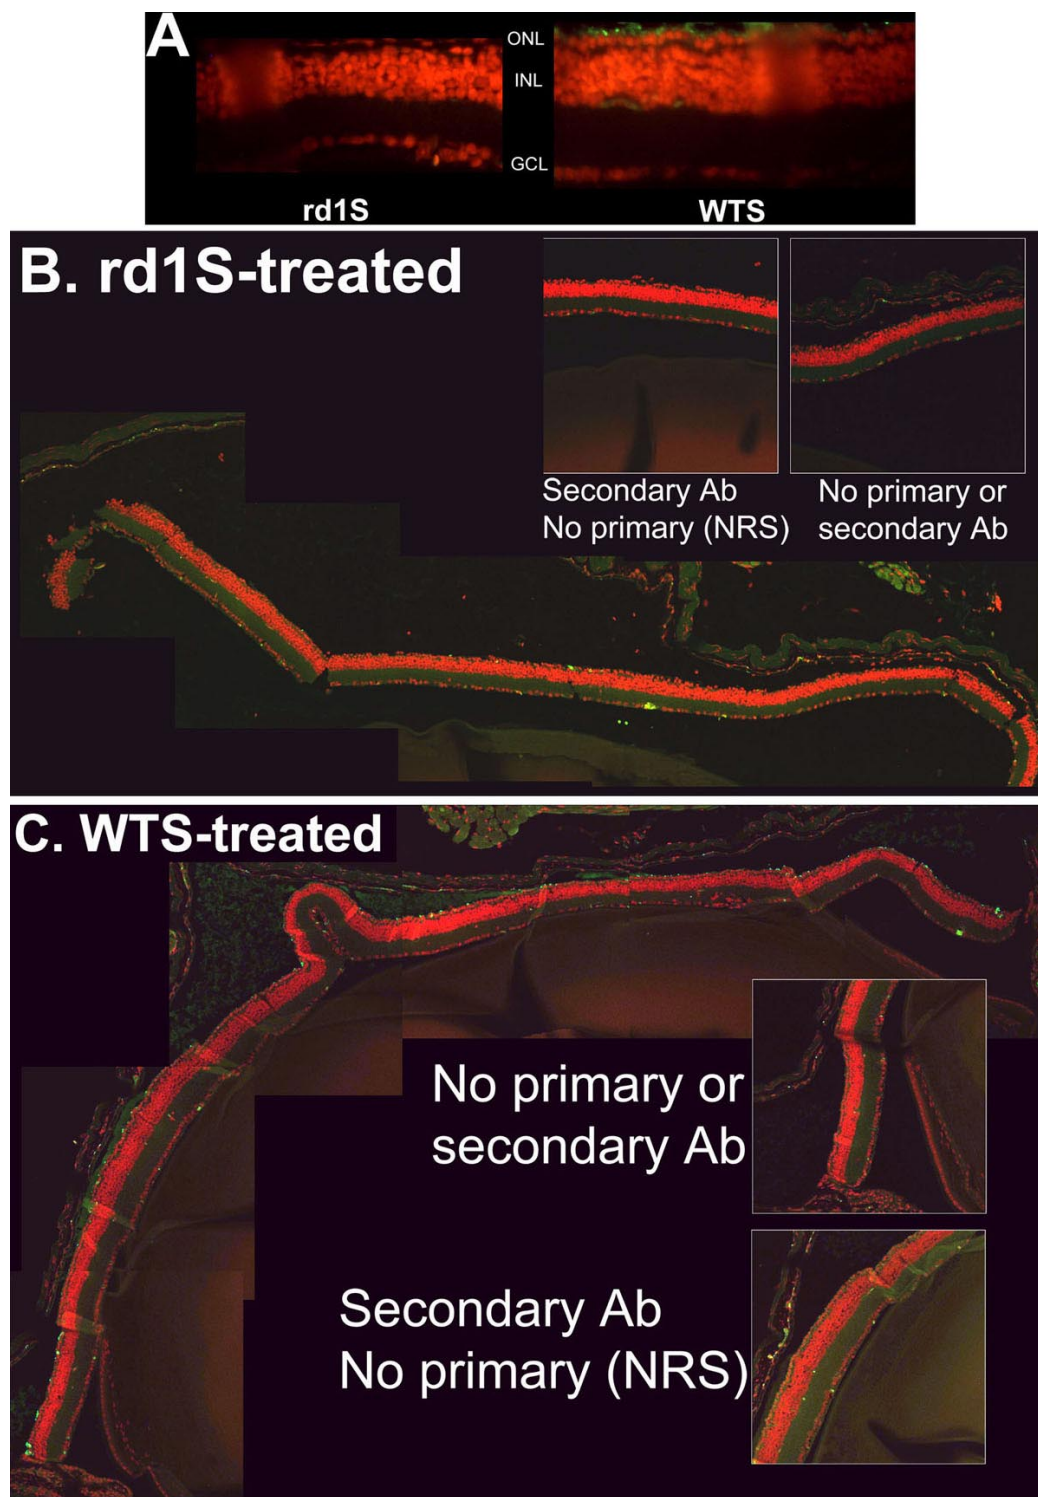 A
ONL
INL
GCL
rd1S
WTS
B. rd1S-treated
Secondary Ab
No primary (NRS)
No primary or
secondary Ab
C. WTS-treated
No primary or
secondary Ab
Secondary Ab
No primary (NRS)